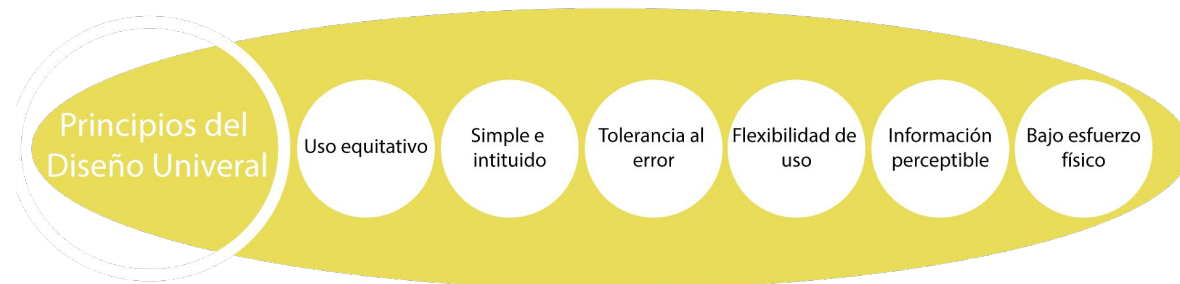 Principios del
Diseño Univeral
Uso equitativo
Simple e
intituido
Tolerancia al
error
Flexibilidad de
uso
Información
perceptible
Bajo esfuerzo
físico